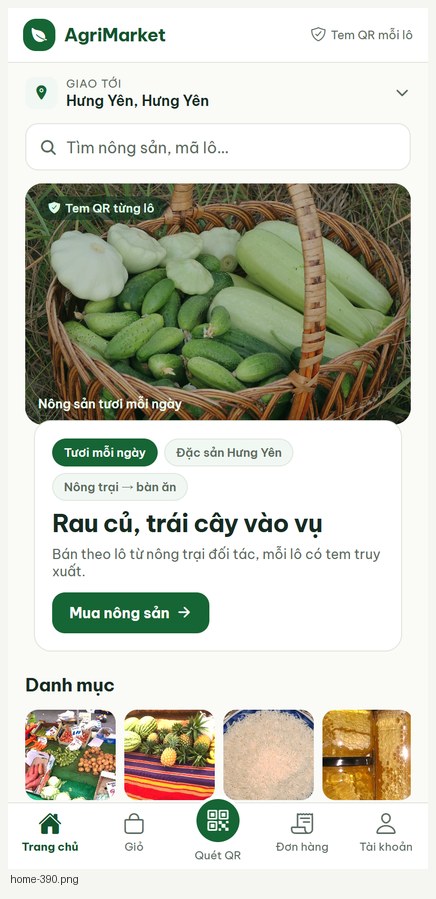 AgriMarket
Tem QR mỗi lô
GIAO TỚI
Hưng Yên, Hưng Yên
Tìm nông sản, mã lô...
Tem QR từng lô
Nông sản tươi mỗi ngày
Tươi mỗi ngày
Đặc sản Hưng Yên
Nông trại → bàn ăn
Rau củ, trái cây vào vụ
Bán theo lô từ nông trại đối tác, mỗi lô có tem truy
xuất.
Mua nông sản →
Danh mục
Trang chủ
Giỏ
Quét QR
Đơn hàng
Tài khoản
home-390.png